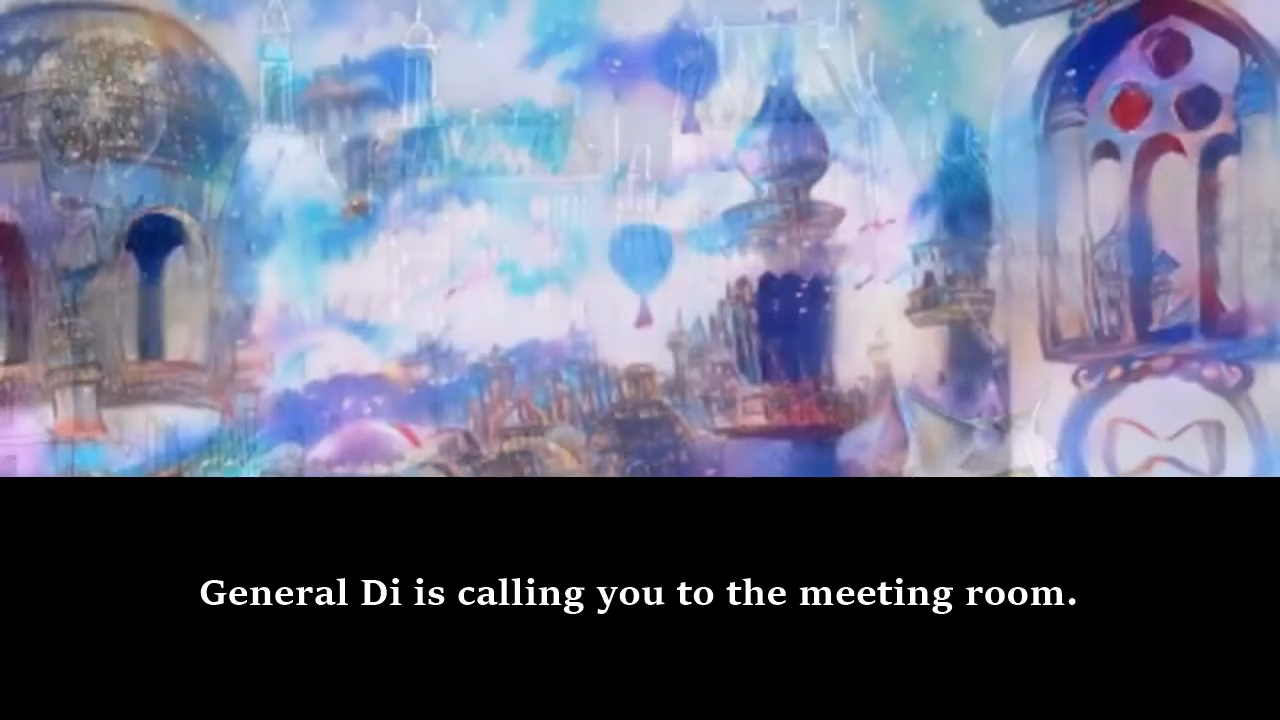 General Di is calling you to the meeting room.